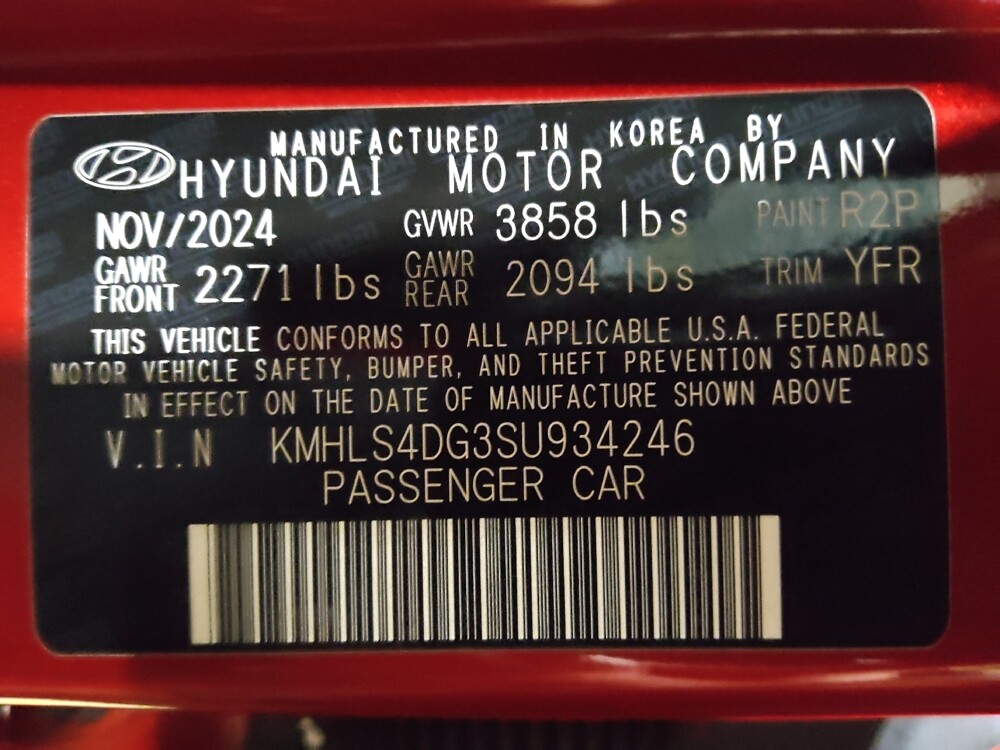 MANUFACTURED IN KOREA BY
HYUNDAI MOTOR COMPANY
NOV/2024 GVWR 3858 lbs PAINT R2P
GAWR FRONT 2271 lbs GAWR REAR 2094 lbs TRIM YFR
THIS VEHICLE CONFORMS TO ALL APPLICABLE U.S.A. FEDERAL
MOTOR VEHICLE SAFETY, BUMPER, AND THEFT PREVENTION STANDARDS
IN EFFECT ON THE DATE OF MANUFACTURE SHOWN ABOVE
V.I.N KMHLS4DG3SU934246
PASSENGER CAR